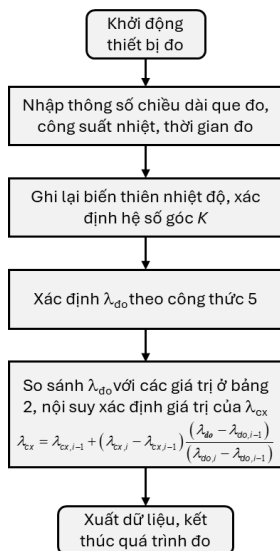 Khởi động
thiết bị đo
Nhập thông số chiều dài que đo,
công suất nhiệt, thời gian đo
Ghi lại biến thiên nhiệt độ, xác
định hệ số góc K
Xác định λđo theo công thức 5
So sánh λđo với các giá trị ở bảng
2, nội suy xác định giá trị của λcx
λcx = λcx,i−1 + (λcx,i − λcx,i−1) (λđo − λdo,i−1) / (λdo,i − λdo,i−1)
Xuất dữ liệu, kết
thúc quá trình đo